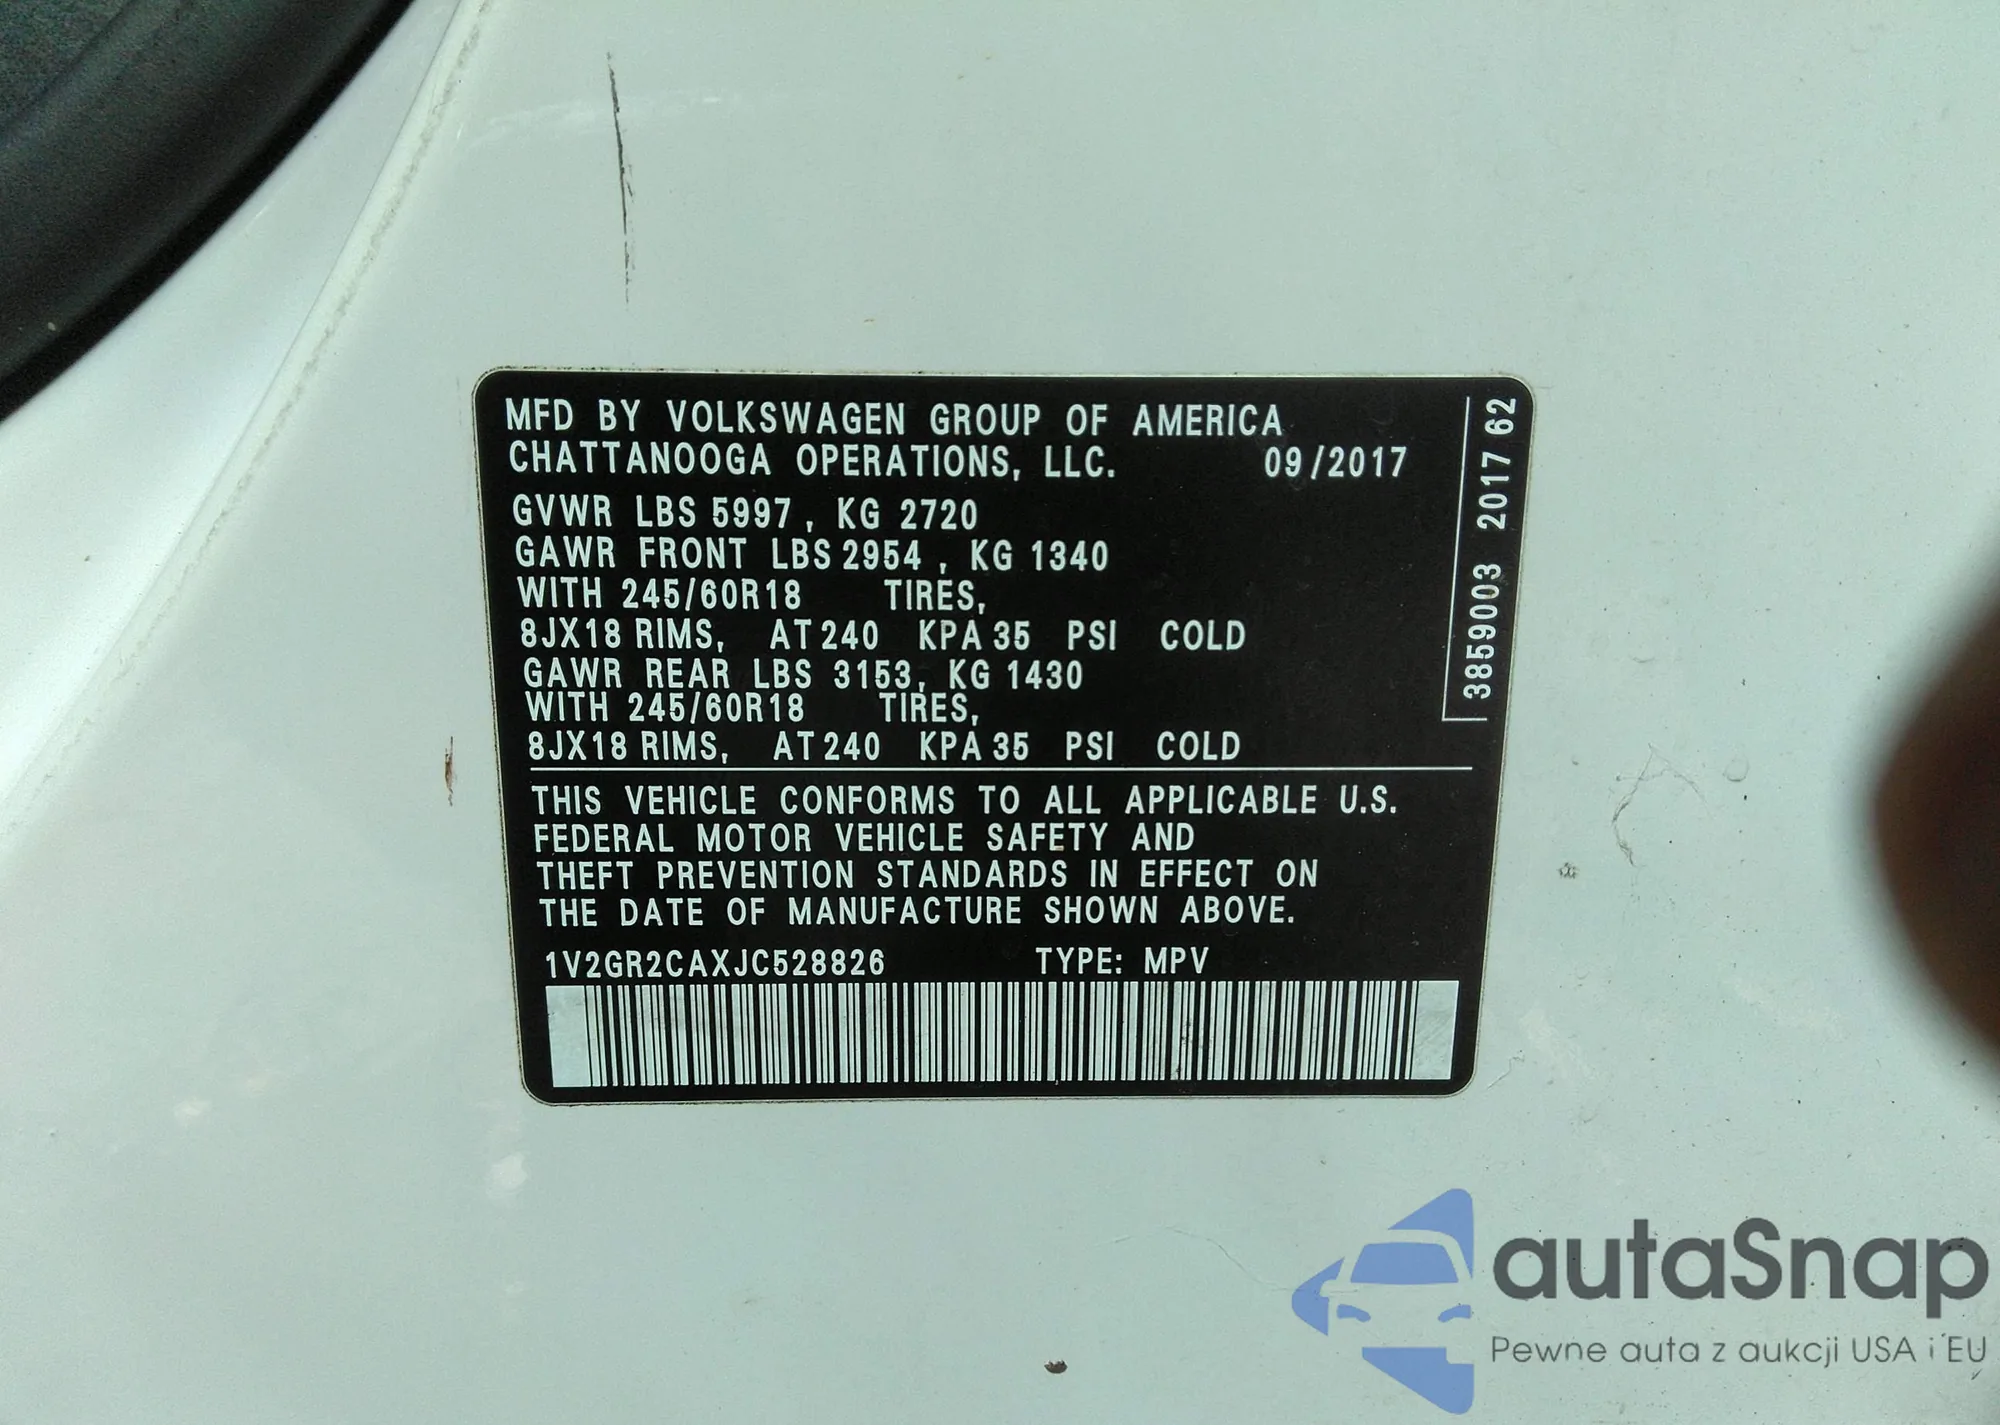 MFD BY VOLKSWAGEN GROUP OF AMERICA
CHATTANOOGA OPERATIONS, LLC. 09/2017
GVWR LBS 5997 , KG 2720
GAWR FRONT LBS 2954 , KG 1340
WITH 245/60R18 TIRES,
8JX18 RIMS, AT 240 KPA 35 PSI COLD
GAWR REAR LBS 3153, KG 1430
WITH 245/60R18 TIRES,
8JX18 RIMS, AT 240 KPA 35 PSI COLD
THIS VEHICLE CONFORMS TO ALL APPLICABLE U.S.
FEDERAL MOTOR VEHICLE SAFETY AND
THEFT PREVENTION STANDARDS IN EFFECT ON
THE DATE OF MANUFACTURE SHOWN ABOVE.
1V2GR2CAXJC528826 TYPE: MPV
3859003 2017 62
autaSnap
Pewne auta z aukcji USA i EU